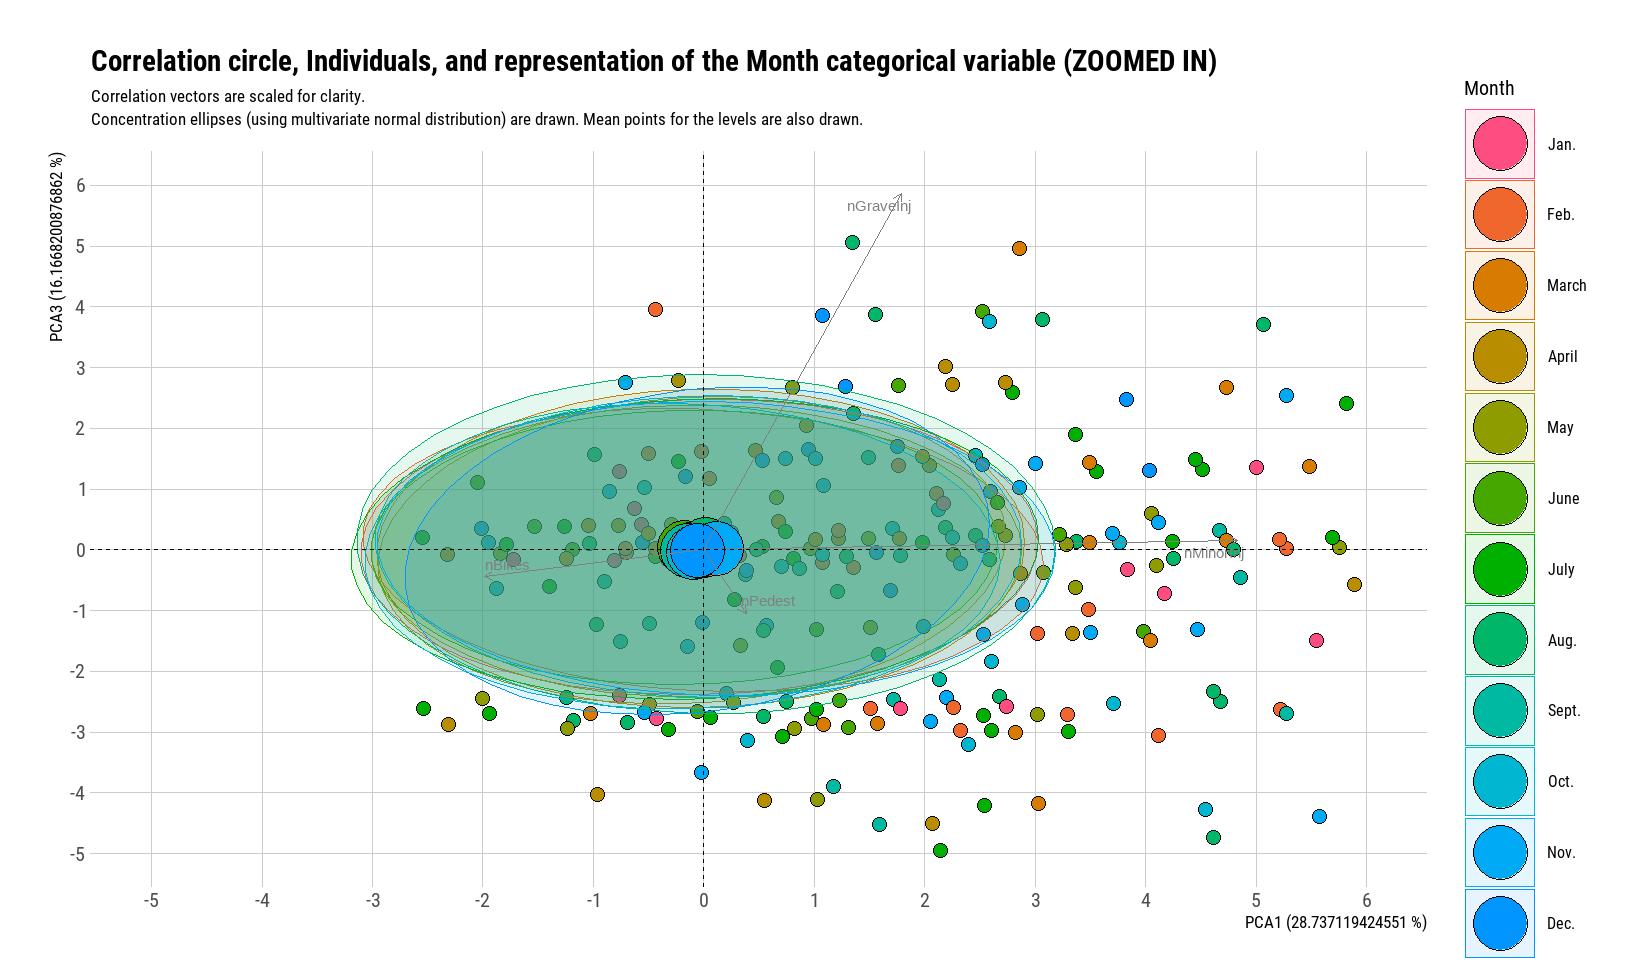 Correlation circle, Individuals, and representation of the Month categorical variable (ZOOMED IN)
Correlation vectors are scaled for clarity.
Concentration ellipses (using multivariate normal distribution) are drawn. Mean points for the levels are also drawn.
Month
Jan.
Feb.
March
April
May
June
July
Aug.
Sept.
Oct.
Nov.
Dec.
PCA3 (16.1668200876862 %)
6
5
4
3
2
1
0
-1
-2
-3
-4
-5
nGraveInj
nBikes
nPedest
-5
-4
-3
-2
-1
0
1
2
3
4
5
6
PCA1 (28.737119424551 %)